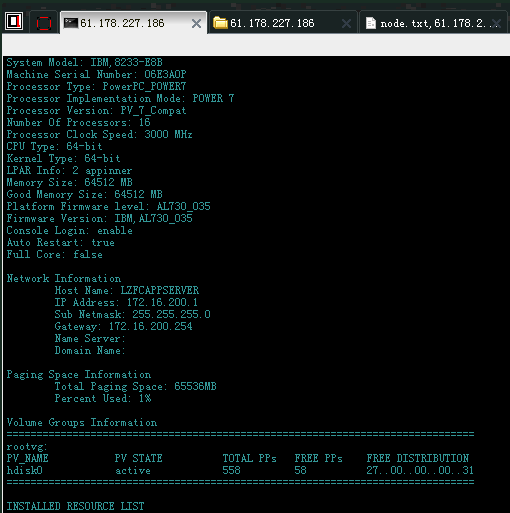 61.178.227.186
61.178.227.186
node.txt,61.178.2...
System Model: IBM,8233-E8B
Machine Serial Number: 06E3A0P
Processor Type: PowerPC_POWER7
Processor Implementation Mode: POWER 7
Processor Version: PV_7_Compat
Number Of Processors: 16
Processor Clock Speed: 3000 MHz
CPU Type: 64-bit
Kernel Type: 64-bit
LPAR Info: 2 appinner
Memory Size: 64512 MB
Good Memory Size: 64512 MB
Platform Firmware level: AL730_035
Firmware Version: IBM,AL730_035
Console Login: enable
Auto Restart: true
Full Core: false
Network Information
Host Name: LZFCAPPSERVER
IP Address: 172.16.200.1
Sub Netmask: 255.255.255.0
Gateway: 172.16.200.254
Name Server:
Domain Name:
Paging Space Information
Total Paging Space: 65536MB
Percent Used: 1%
Volume Groups Information
==============================================================================
rootvg:
PV_NAME PV STATE TOTAL PPs FREE PPs FREE DISTRIBUTION
hdisk0 active 558 58 27..00..00..00..31
==============================================================================
INSTALLED RESOURCE LIST